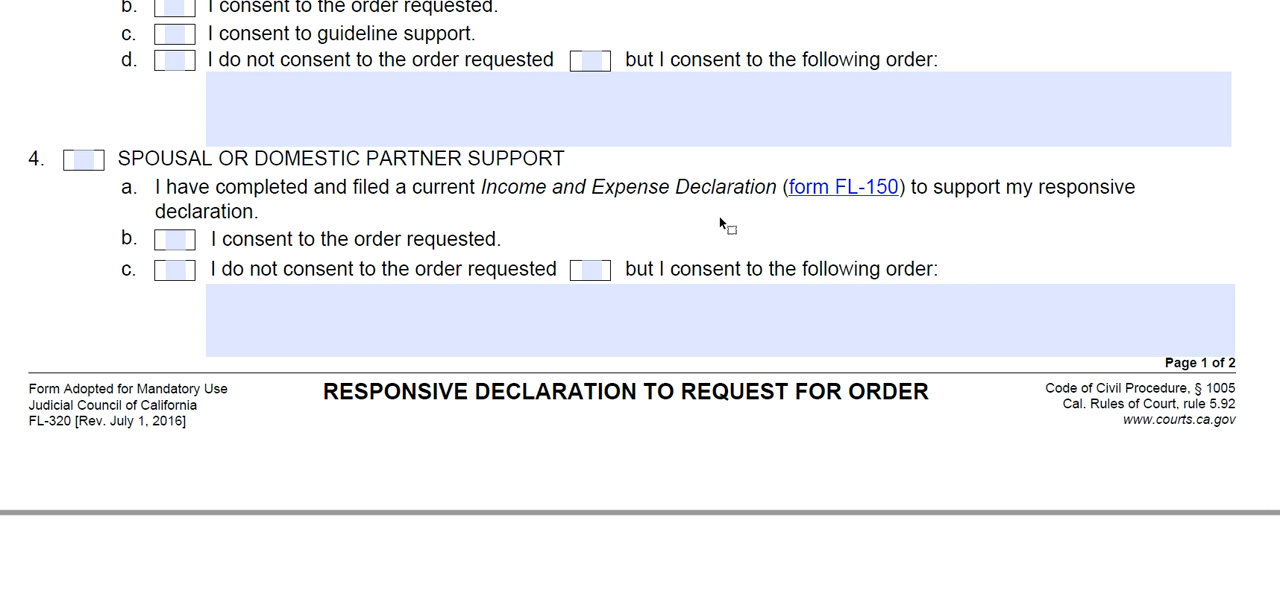 b. I consent to the order requested.
c. I consent to guideline support.
d. I do not consent to the order requested but I consent to the following order:
4. SPOUSAL OR DOMESTIC PARTNER SUPPORT
a. I have completed and filed a current Income and Expense Declaration (form FL-150) to support my responsive
declaration.
b. I consent to the order requested.
c. I do not consent to the order requested but I consent to the following order:
Page 1 of 2
Form Adopted for Mandatory Use
Judicial Council of California
FL-320 [Rev. July 1, 2016]
RESPONSIVE DECLARATION TO REQUEST FOR ORDER
Code of Civil Procedure, § 1005
Cal. Rules of Court, rule 5.92
www.courts.ca.gov